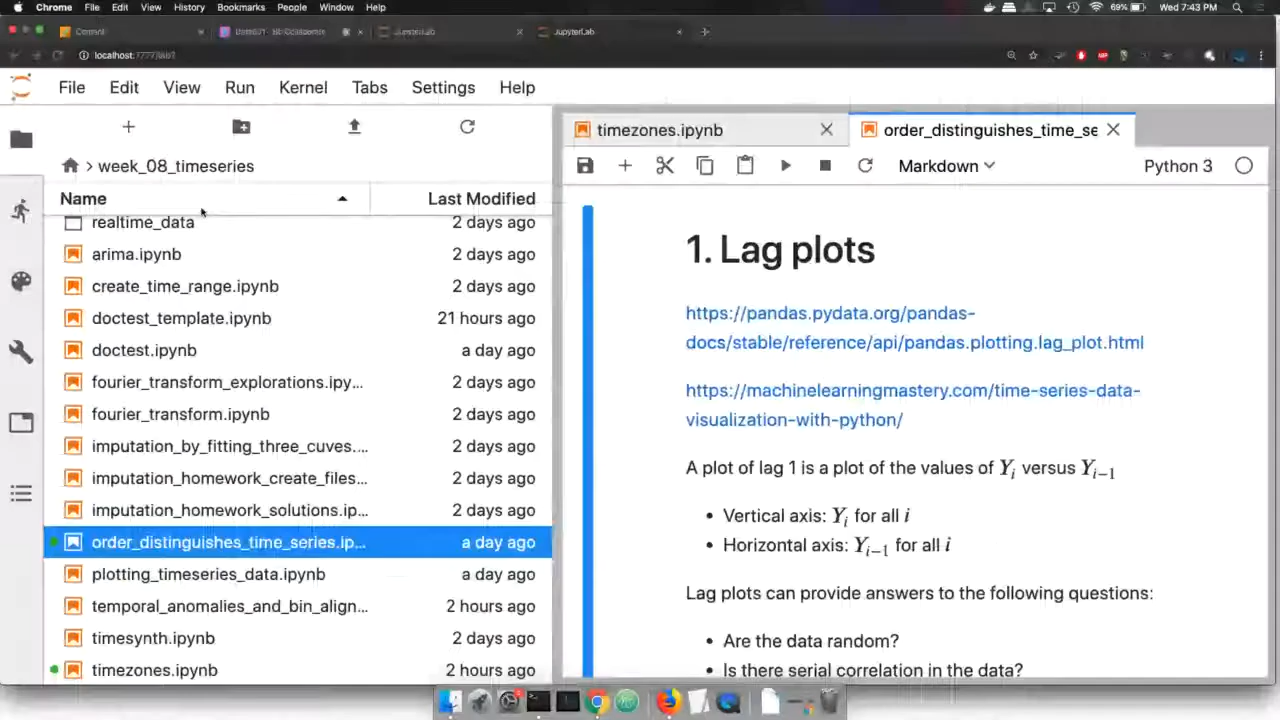 Chrome File Edit View History Bookmarks People Window Help 69% Wed 7:43 PM
JupyterLab JupyterLab
File Edit View Run Kernel Tabs Settings Help
timezones.ipynb order_distinguishes_time_se
week_08_timeseries
Markdown Python 3
Name Last Modified
realtime_data 2 days ago
arima.ipynb 2 days ago
create_time_range.ipynb 2 days ago
doctest_template.ipynb 21 hours ago
doctest.ipynb a day ago
fourier_transform_explorations.ipy... 2 days ago
fourier_transform.ipynb 2 days ago
imputation_by_fitting_three_cuves.... 2 days ago
imputation_homework_create_files... 2 days ago
imputation_homework_solutions.ip... 2 days ago
order_distinguishes_time_series.ip... a day ago
plotting_timeseries_data.ipynb a day ago
temporal_anomalies_and_bin_align... 2 hours ago
timesynth.ipynb 2 days ago
timezones.ipynb 2 hours ago
1. Lag plots
https://pandas.pydata.org/pandas-
docs/stable/reference/api/pandas.plotting.lag_plot.html
https://machinelearningmastery.com/time-series-data-
visualization-with-python/
A plot of lag 1 is a plot of the values of Y_i versus Y_{i−1}
• Vertical axis: Y_i for all i
• Horizontal axis: Y_{i−1} for all i
Lag plots can provide answers to the following questions:
• Are the data random?
• Is there serial correlation in the data?